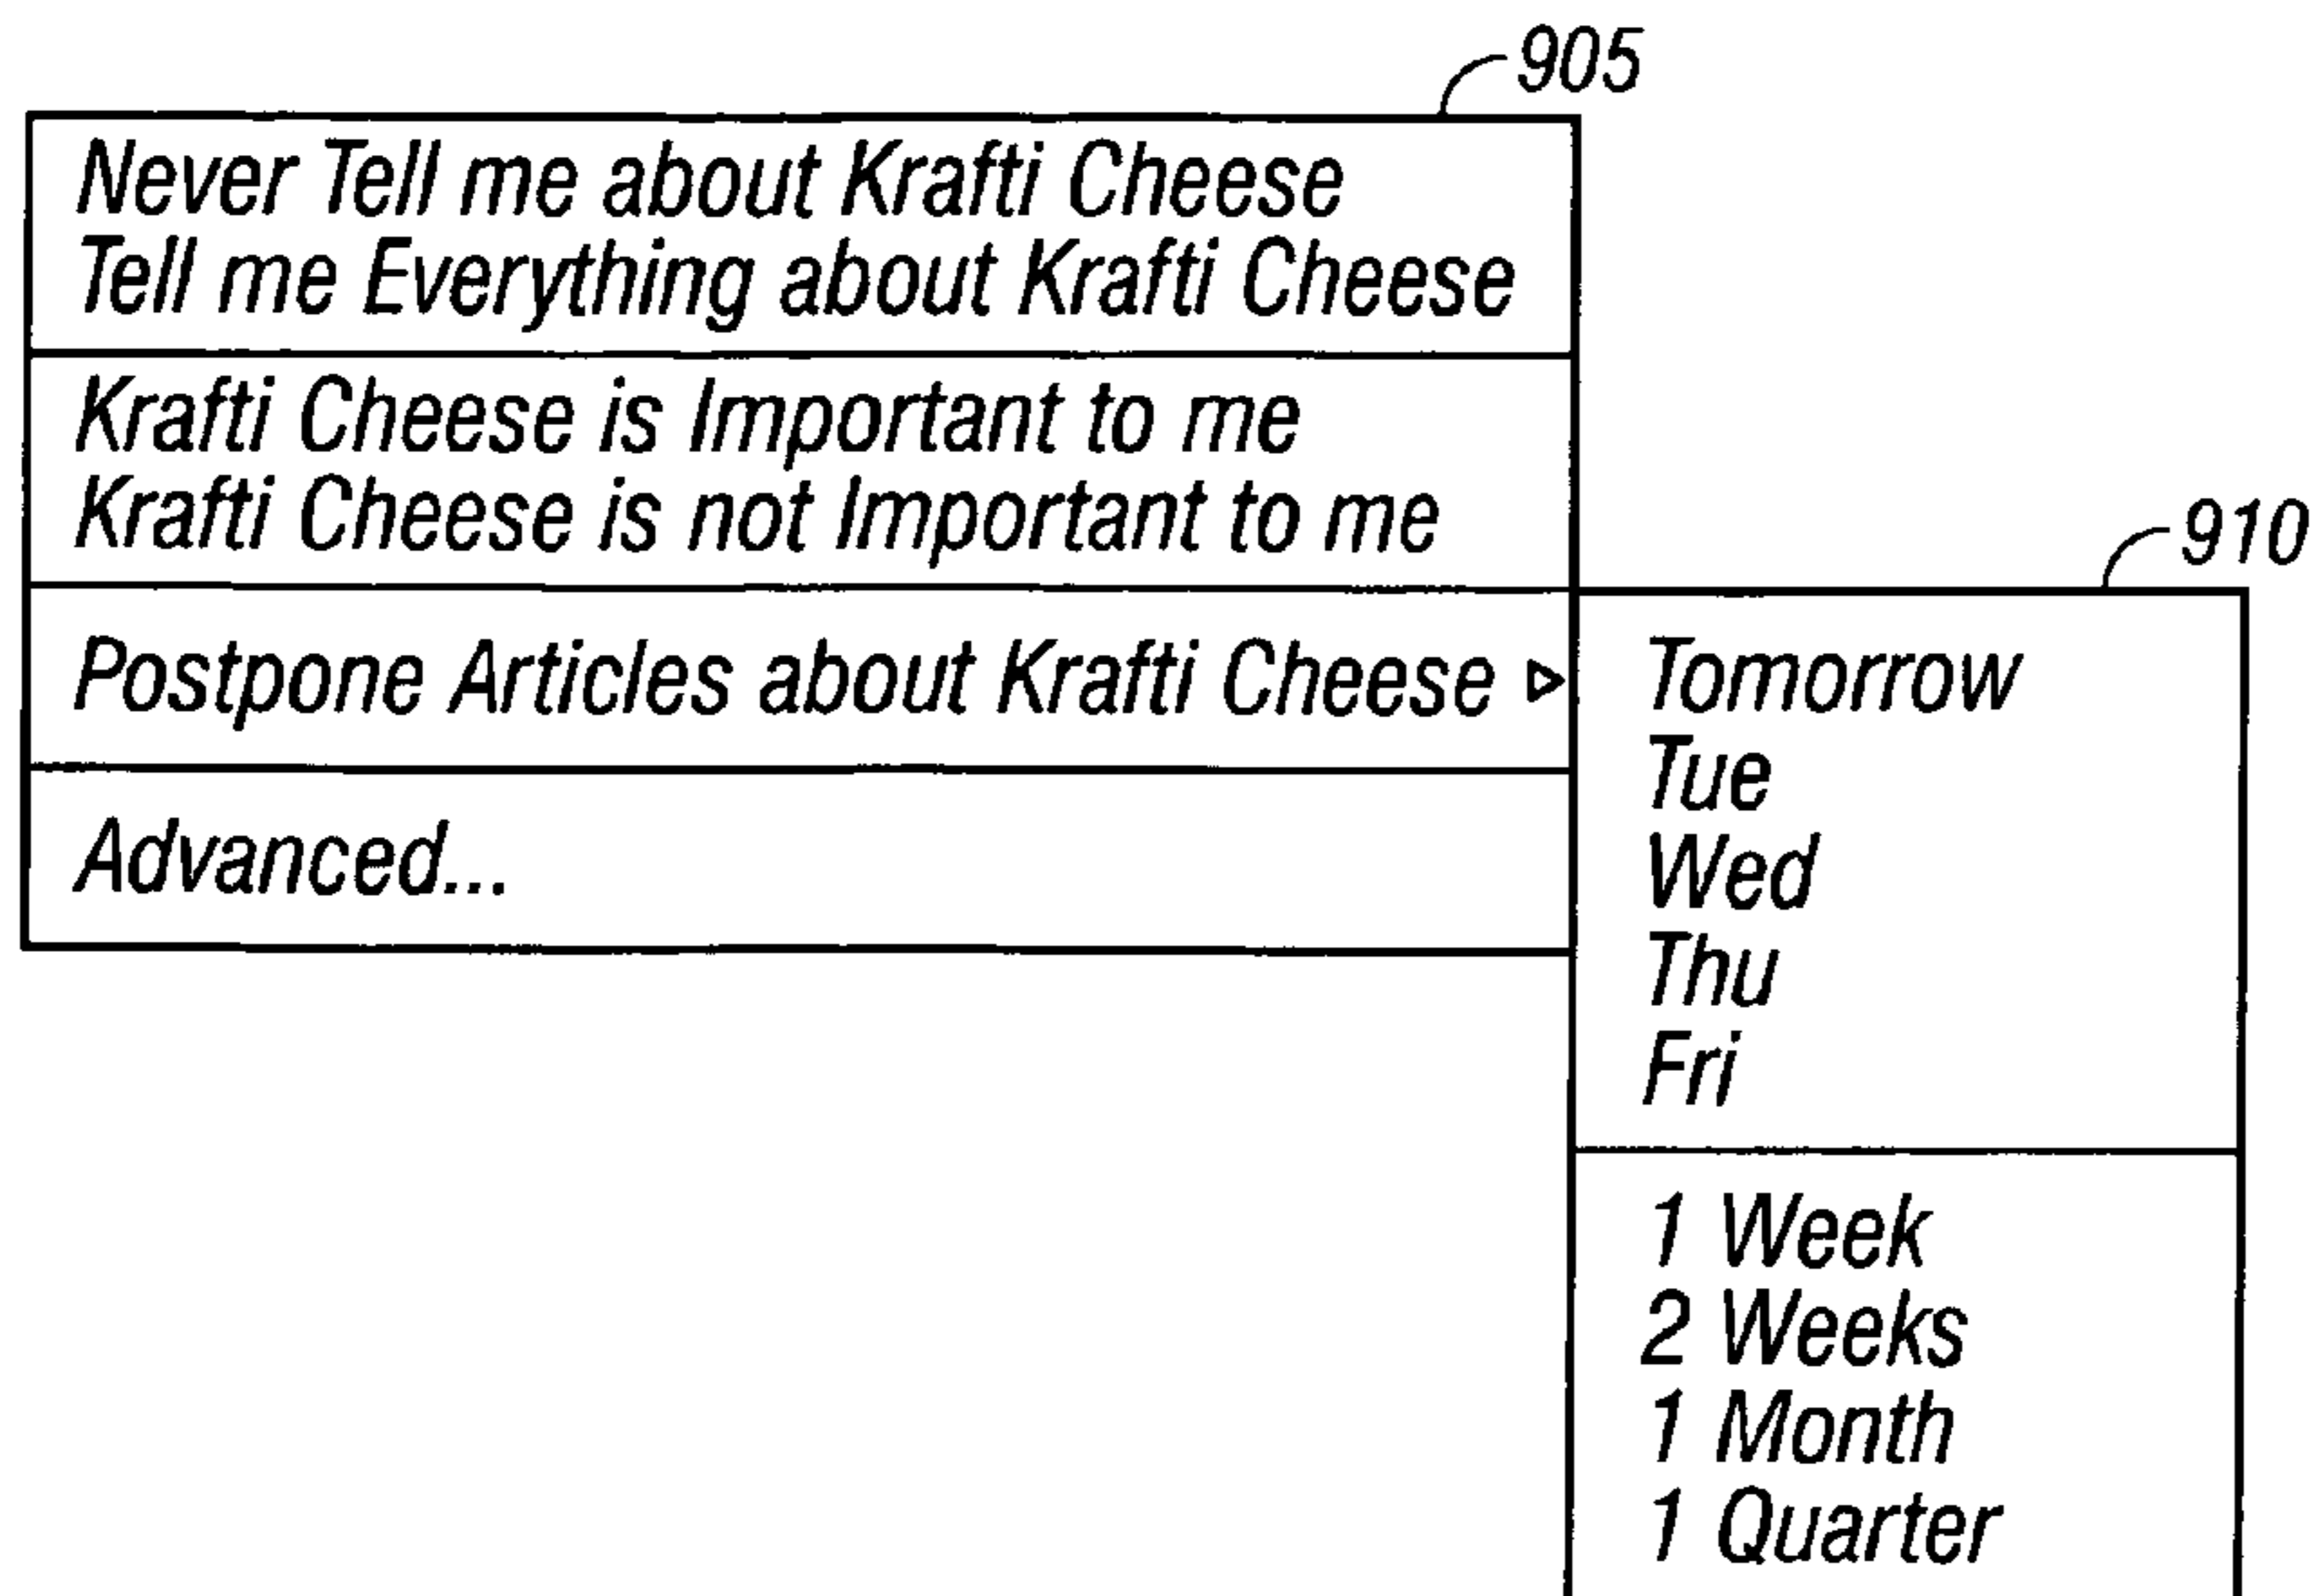 905
Never Tell me about Krafti Cheese
Tell me Everything about Krafti Cheese
Krafti Cheese is Important to me
Krafti Cheese is not Important to me
910
Postpone Articles about Krafti Cheese
Advanced...
Tomorrow
Tue
Wed
Thu
Fri
1 Week
2 Weeks
1 Month
1 Quarter